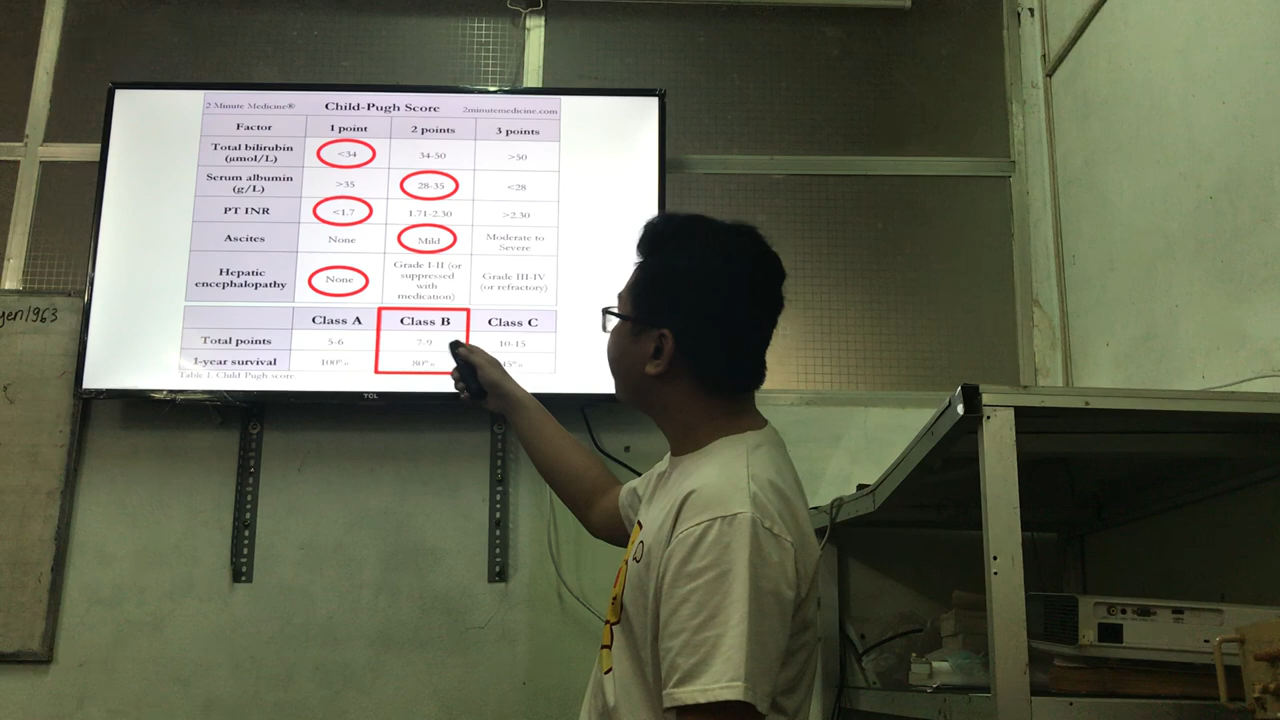 2 Minute Medicine® Child-Pugh Score 2minutemedicine.com
Factor 1 point 2 points 3 points
Total bilirubin (µmol/L) <34 34-50 >50
Serum albumin (g/L) >35 28-35 <28
PT INR <1.7 1.71-2.30 >2.30
Ascites None Mild Moderate to Severe
Hepatic encephalopathy None Grade I-II (or suppressed with medication) Grade III-IV (or refractory)
Class A Class B Class C
Total points 5-6 7-9 10-15
1-year survival 100% 80% 45%
Table 1. Child-Pugh score
TCL
1963